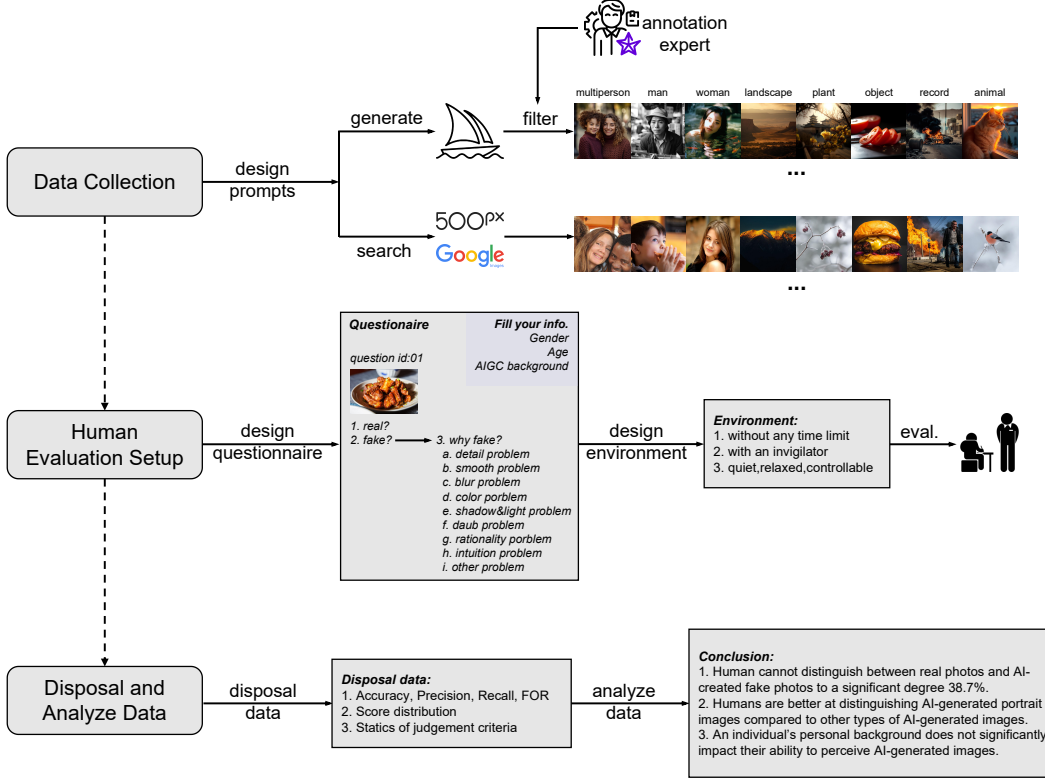 annotation
expert
multiperson man woman landscape plant object record animal
generate
filter
...
Data Collection
design
prompts
search
500px
Google
images
...
Questionaire
Fill your info.
Gender
Age
AIGC background
question id:01
1. real?
2. fake?
3. why fake?
a. detail problem
b. smooth problem
c. blur problem
d. color porblem
e. shadow&light problem
f. daub problem
g. rationality porblem
h. intuition problem
i. other problem
Human
Evaluation Setup
design
questionnaire
design
environment
Environment:
1. without any time limit
2. with an invigilator
3. quiet,relaxed,controllable
eval.
Disposal and
Analyze Data
disposal
data
Disposal data:
1. Accuracy, Precision, Recall, FOR
2. Score distribution
3. Statics of judgement criteria
analyze
data
Conclusion:
1. Human cannot distinguish between real photos and AI-
created fake photos to a significant degree 38.7%.
2. Humans are better at distinguishing AI-generated portrait
images compared to other types of AI-generated images.
3. An individual's personal background does not significantly
impact their ability to perceive AI-generated images.